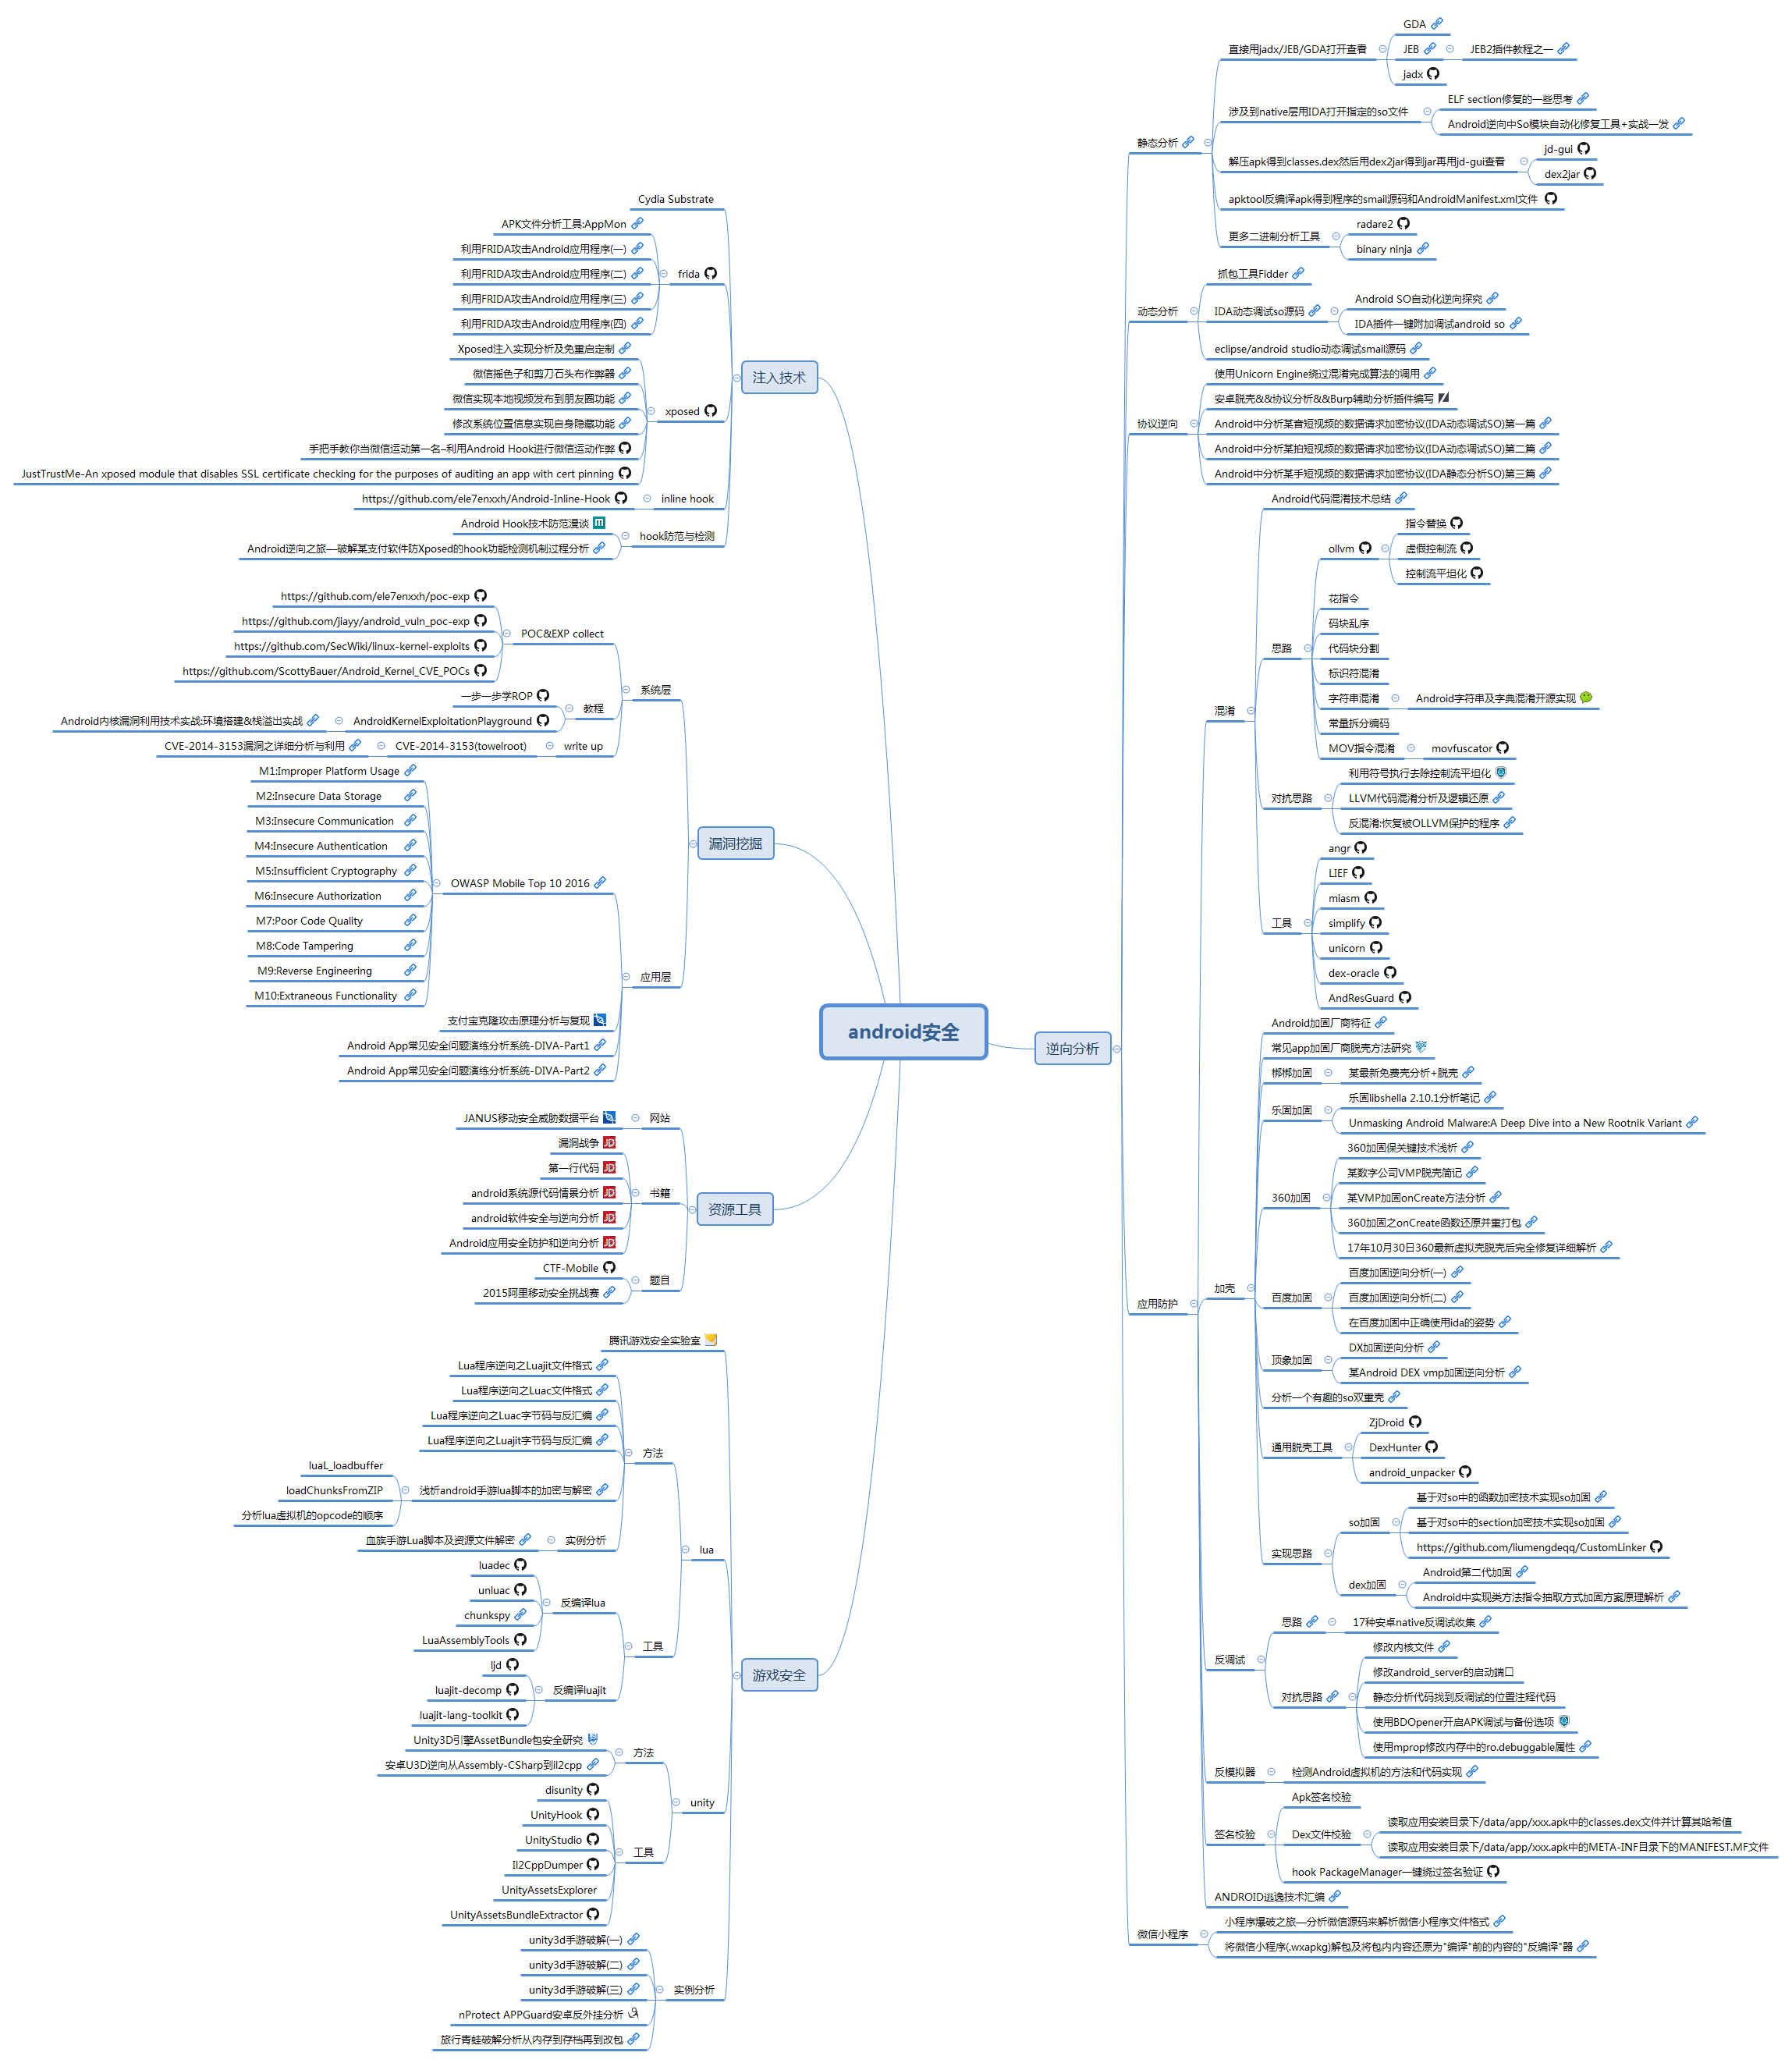 android安全
注入技术
Cydia Substrate
frida
APK文件分析工具:AppMon
利用FRIDA攻击Android应用程序(一)
利用FRIDA攻击Android应用程序(二)
利用FRIDA攻击Android应用程序(三)
利用FRIDA攻击Android应用程序(四)
xposed
Xposed注入实现分析及免重启定制
微信摇色子和剪刀石头布作弊器
微信实现本地视频发布到朋友圈功能
修改系统位置信息实现自身隐藏功能
手把手教你当微信运动第一名–利用Android Hook进行微信运动作弊
JustTrustMe-An xposed module that disables SSL certificate checking for the purposes of auditing an app with cert pinning
inline hook
https://github.com/ele7enxxh/Android-Inline-Hook
hook防范与检测
Android Hook技术防范漫谈
Android逆向之旅—破解某支付软件防Xposed的hook功能检测机制过程分析
漏洞挖掘
系统层
POC&EXP collect
https://github.com/ele7enxxh/poc-exp
https://github.com/jiayy/android_vuln_poc-exp
https://github.com/SecWiki/linux-kernel-exploits
https://github.com/ScottyBauer/Android_Kernel_CVE_POCs
教程
一步一步学ROP
AndroidKernelExploitationPlayground
Android内核漏洞利用技术实战:环境搭建&栈溢出实战
write up
CVE-2014-3153(towelroot)
CVE-2014-3153漏洞之详细分析与利用
应用层
OWASP Mobile Top 10 2016
M1:Improper Platform Usage
M2:Insecure Data Storage
M3:Insecure Communication
M4:Insecure Authentication
M5:Insufficient Cryptography
M6:Insecure Authorization
M7:Poor Code Quality
M8:Code Tampering
M9:Reverse Engineering
M10:Extraneous Functionality
支付宝克隆攻击原理分析与复现
Android App常见安全问题演练分析系统-DIVA-Part1
Android App常见安全问题演练分析系统-DIVA-Part2
资源工具
网站
JANUS移动安全威胁数据平台
书籍
漏洞战争
第一行代码
android系统源代码情景分析
android软件安全与逆向分析
Android应用安全防护和逆向分析
题目
CTF-Mobile
2015阿里移动安全挑战赛
游戏安全
腾讯游戏安全实验室
lua
方法
Lua程序逆向之Luajit文件格式
Lua程序逆向之Luac文件格式
Lua程序逆向之Luac字节码与反汇编
Lua程序逆向之Luajit字节码与反汇编
浅析android手游lua脚本的加密与解密
luaL_loadbuffer
loadChunksFromZIP
分析lua虚拟机的opcode的顺序
实例分析
血族手游Lua脚本及资源文件解密
工具
反编译lua
luadec
unluac
chunkspy
LuaAssemblyTools
反编译luajit
ljd
luajit-decomp
luajit-lang-toolkit
unity
方法
Unity3D引擎AssetBundle包安全研究
安卓U3D逆向从Assembly-CSharp到il2cpp
工具
disunity
UnityHook
UnityStudio
Il2CppDumper
UnityAssetsExplorer
UnityAssetsBundleExtractor
实例分析
unity3d手游破解(一)
unity3d手游破解(二)
unity3d手游破解(三)
nProtect APPGuard安卓反外挂分析
旅行青蛙破解分析从内存到存档再到改包
逆向分析
静态分析
直接用jadx/JEB/GDA打开查看
GDA
JEB
JEB2插件教程之一
jadx
涉及到native层用IDA打开指定的so文件
ELF section修复的一些思考
Android逆向中So模块自动化修复工具+实战一发
解压apk得到classes.dex然后用dex2jar得到jar再用jd-gui查看
jd-gui
dex2jar
apktool反编译apk得到程序的smail源码和AndroidManifest.xml文件
更多二进制分析工具
radare2
binary ninja
动态分析
抓包工具Fidder
IDA动态调试so源码
Android SO自动化逆向探究
IDA插件一键附加调试android so
eclipse/android studio动态调试smail源码
协议逆向
使用Unicorn Engine绕过混淆完成算法的调用
安卓脱壳&&协议分析&&Burp辅助分析插件编写
Android中分析某音短视频的数据请求加密协议(IDA动态调试SO)第一篇
Android中分析某拍短视频的数据请求加密协议(IDA动态调试SO)第二篇
Android中分析某手短视频的数据请求加密协议(IDA静态分析SO)第三篇
应用防护
混淆
Android代码混淆技术总结
思路
ollvm
指令替换
虚假控制流
控制流平坦化
花指令
码块乱序
代码块分割
标识符混淆
字符串混淆
Android字符串及字典混淆开源实现
常量拆分编码
MOV指令混淆
movfuscator
对抗思路
利用符号执行去除控制流平坦化
LLVM代码混淆分析及逻辑还原
反混淆:恢复被OLLVM保护的程序
工具
angr
LIEF
miasm
simplify
unicorn
dex-oracle
AndResGuard
加壳
Android加固厂商特征
常见app加固厂商脱壳方法研究
梆梆加固
某最新免费壳分析+脱壳
乐固加固
乐固libshella 2.10.1分析笔记
Unmasking Android Malware:A Deep Dive into a New Rootnik Variant
360加固
360加固保关键技术浅析
某数字公司VMP脱壳简记
某VMP加固onCreate方法分析
360加固之onCreate函数还原并重打包
17年10月30日360最新虚拟壳脱壳后完全修复详细解析
百度加固
百度加固逆向分析(一)
百度加固逆向分析(二)
在百度加固中正确使用ida的姿势
顶象加固
DX加固逆向分析
某Android DEX vmp加固逆向分析
分析一个有趣的so双重壳
通用脱壳工具
ZjDroid
DexHunter
android_unpacker
实现思路
so加固
基于对so中的函数加密技术实现so加固
基于对so中的section加密技术实现so加固
https://github.com/liumengdeqq/CustomLinker
dex加固
Android第二代加固
Android中实现类方法指令抽取方式加固方案原理解析
反调试
思路
17种安卓native反调试收集
对抗思路
修改内核文件
修改android_server的启动端口
静态分析代码找到反调试的位置注释代码
使用BDOpener开启APK调试与备份选项
使用mprop修改内存中的ro.debuggable属性
反模拟器
检测Android虚拟机的方法和代码实现
签名校验
Apk签名校验
Dex文件校验
读取应用安装目录下/data/app/xxx.apk中的classes.dex文件并计算其哈希值
读取应用安装目录下/data/app/xxx.apk中的META-INF目录下的MANIFEST.MF文件
hook PackageManager一键绕过签名验证
ANDROID逃逸技术汇编
微信小程序
小程序爆破之旅—分析微信源码来解析微信小程序文件格式
将微信小程序(.wxapkg)解包及将包内内容还原为"编译"前的内容的"反编译"器